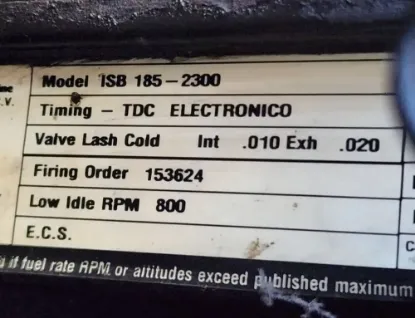 Model ISB 185-2300
V. Timing - TDC ELECTRONICO
Valve Lash Cold Int .010 Exh .020
Firing Order 153624
Low Idle RPM 800
E.C.S.
if fuel rate RPM or altitudes exceed published maximum